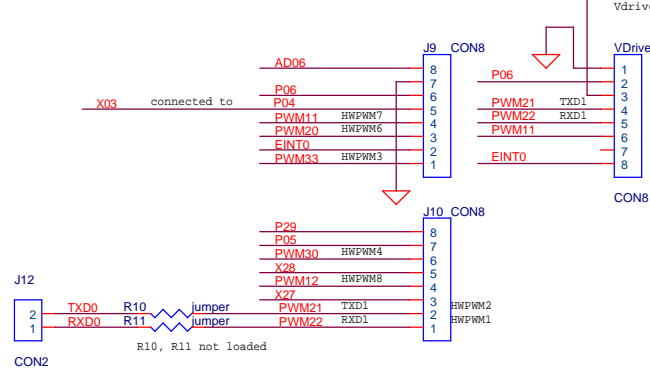 Vdrive
J9 CON8
VDrive
AD06
8
7
P06
6
X03 connected to P04
5
PWM11 HWPWM7
4
PWM20 HWPWM6
3
EINT0
2
PWM33 HWPWM3
1
1
P06
2
3
PWM21 TXD1
4
PWM22 RXD1
5
PWM11
6
7
EINT0
8
CON8
J10 CON8
P29
8
P05
7
PWM30 HWPWM4
6
X28
5
PWM12 HWPWM8
4
X27
3
HWPWM2
PWM21 TXD1
2
HWPWM1
PWM22 RXD1
1
J12
2
TXD0 R10 jumper
1
RXD0 R11 jumper
R10, R11 not loaded
CON2